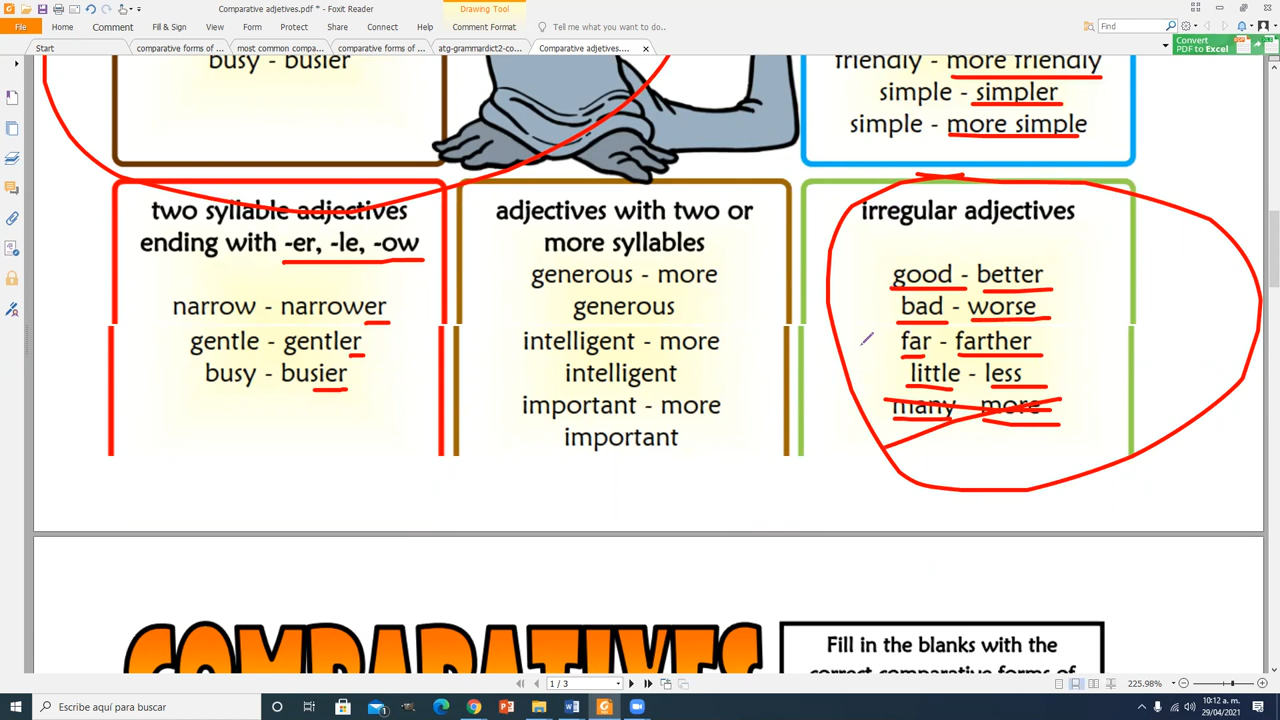 Comparative adjetives.pdf * - Foxit Reader
Drawing Tool
File
Home
Comment
Fill & Sign
View
Form
Protect
Share
Connect
Help
Comment Format
Tell me what you want to do...
Find
Start
comparative forms of ...
most common compa...
comparative forms of ...
atg-grammardict2-co...
Comparative adjetives....
Convert
PDF to Excel
busy - busier
friendly - more friendly
simple - simpler
simple - more simple
two syllable adjectives
ending with -er, -le, -ow
narrow - narrower
gentle - gentler
busy - busier
adjectives with two or
more syllables
generous - more
generous
intelligent - more
intelligent
important - more
important
irregular adjectives
good - better
bad - worse
far - farther
little - less
many - more
COMPARATIVES
Fill in the blanks with the
correct comparative forms of
1 / 3
225.98%
Escribe aquí para buscar
10:12 a. m.
29/04/2021